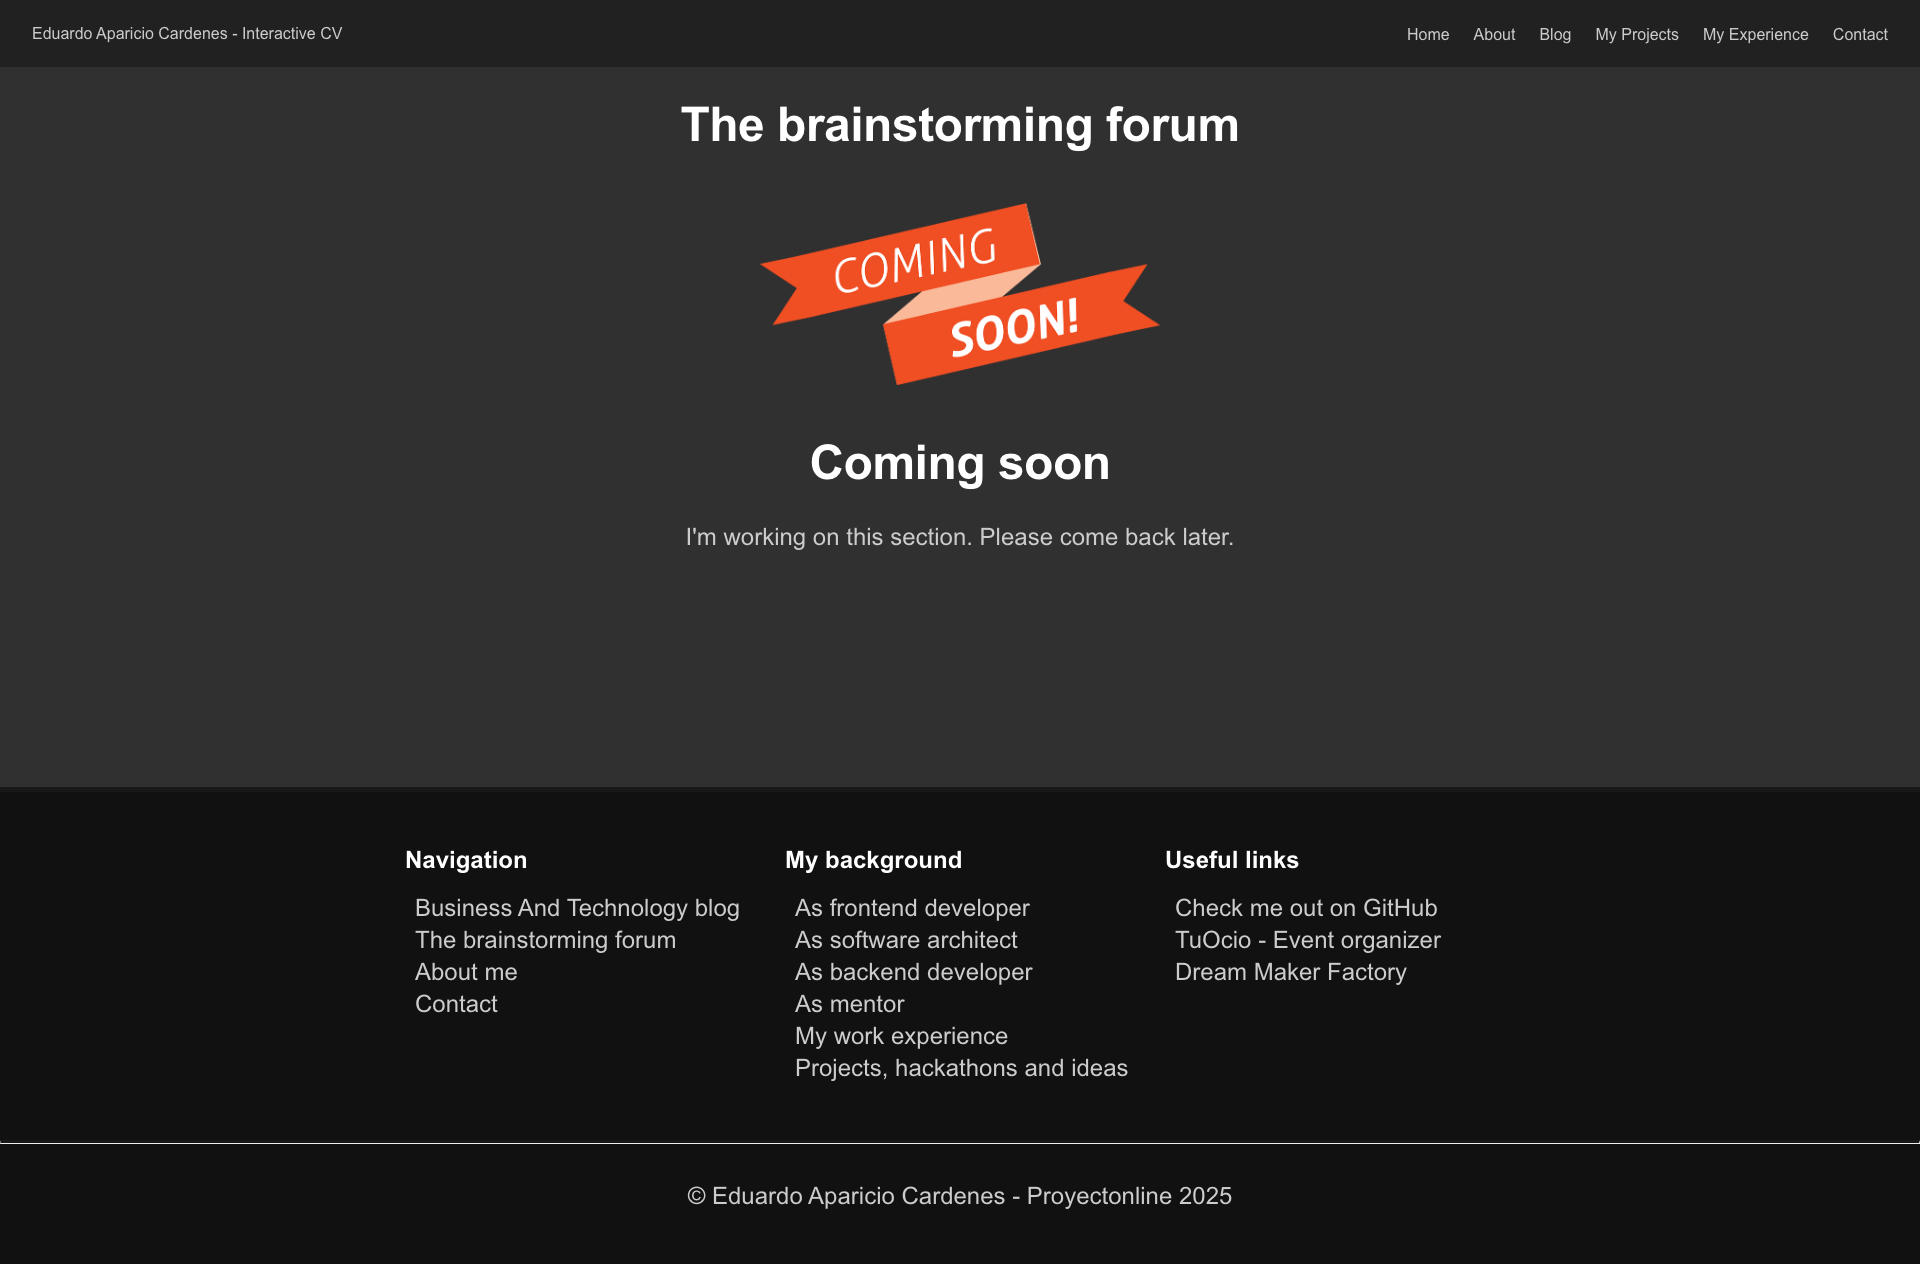 Eduardo Aparicio Cardenes - Interactive CV
Home About Blog My Projects My Experience Contact
The brainstorming forum
COMING
SOON!
Coming soon
I'm working on this section. Please come back later.
Navigation
Business And Technology blog
The brainstorming forum
About me
Contact
My background
As frontend developer
As software architect
As backend developer
As mentor
My work experience
Projects, hackathons and ideas
Useful links
Check me out on GitHub
TuOcio - Event organizer
Dream Maker Factory
© Eduardo Aparicio Cardenes - Proyectonline 2025